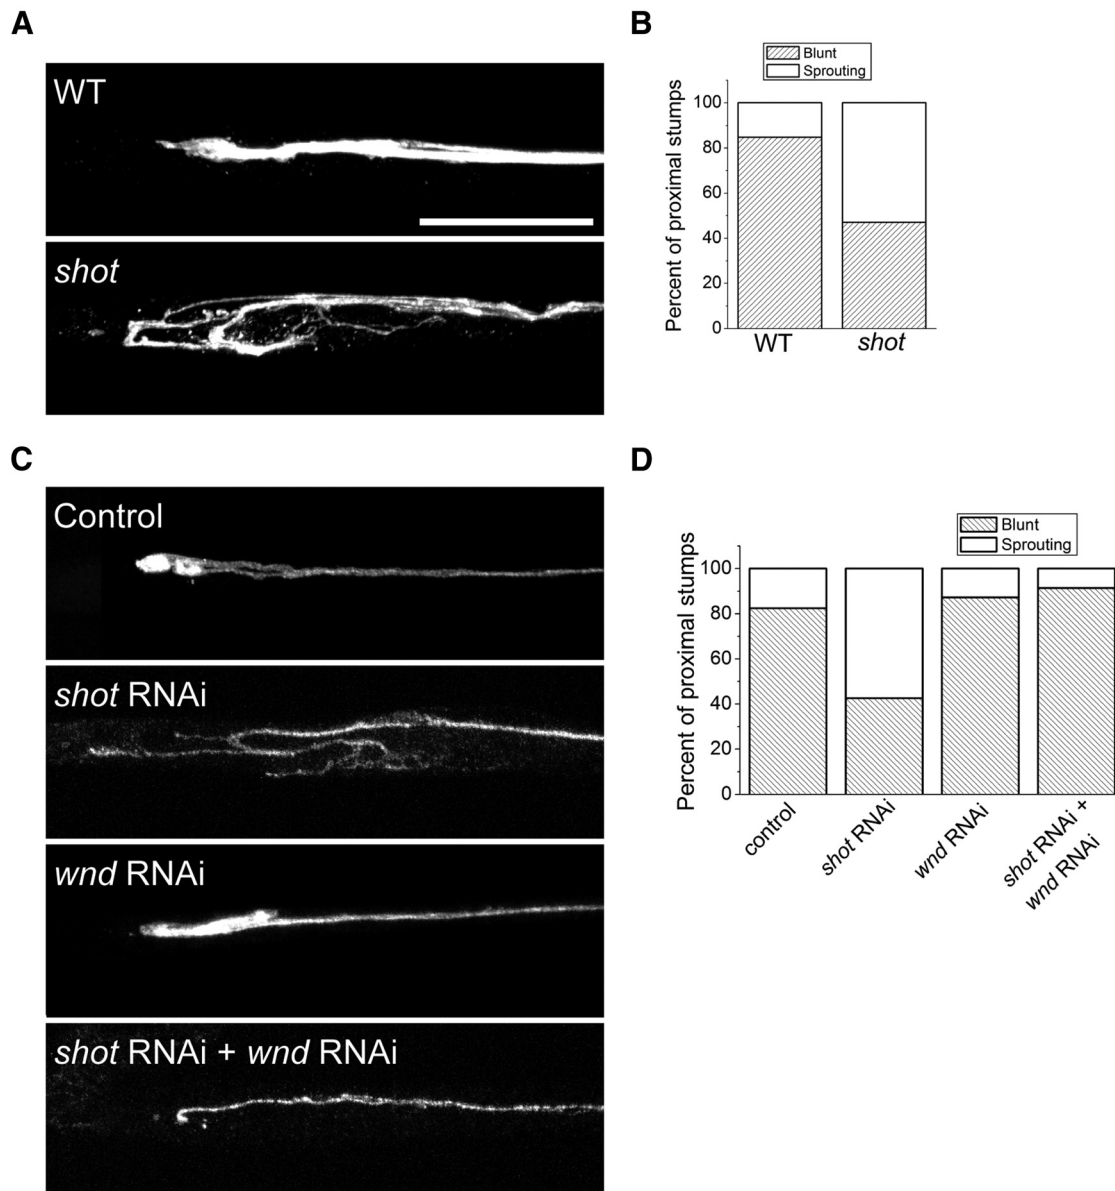 A
WT
shot
B
Blunt
Sprouting
Percent of proximal stumps
100
80
60
40
20
0
WT
shot
C
Control
shot RNAi
wnd RNAi
shot RNAi + wnd RNAi
D
Blunt
Sprouting
Percent of proximal stumps
100
80
60
40
20
0
control
shot RNAi
wnd RNAi
shot RNAi +
wnd RNAi